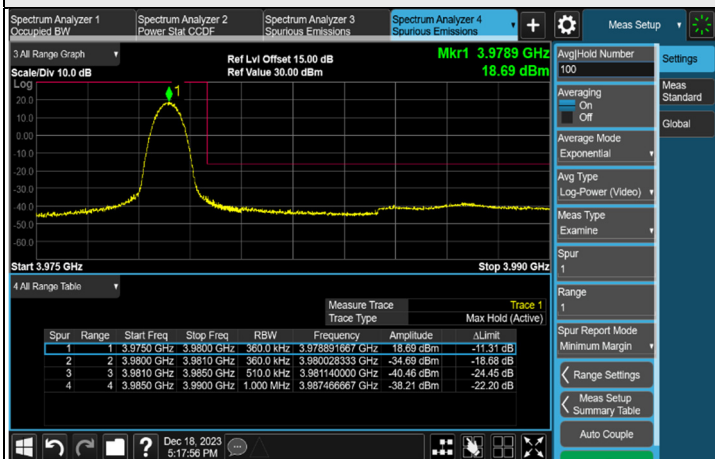 Spectrum Analyzer 1
Occupied BW
Spectrum Analyzer 2
Power Stat CCDF
Spectrum Analyzer 3
Spurious Emissions
Spectrum Analyzer 4
Spurious Emissions
+
Meas Setup
3 All Range Graph
Scale/Div 10.0 dB
Ref Lvl Offset 15.00 dB
Ref Value 30.00 dBm
Mkr1 3.9789 GHz
18.69 dBm
Log
20.0
10.0
0.00
-10.0
-20.0
-30.0
-40.0
-50.0
-60.0
1
Start 3.975 GHz
Stop 3.990 GHz
4 All Range Table
Measure Trace Trace 1
Trace Type Max Hold (Active)
Spur Range Start Freq Stop Freq RBW Frequency Amplitude ΔLimit
1 1 3.9750 GHz 3.9800 GHz 360.0 kHz 3.978891667 GHz 18.69 dBm -11.31 dB
2 2 3.9800 GHz 3.9810 GHz 360.0 kHz 3.980028333 GHz -34.69 dBm -18.68 dB
3 3 3.9810 GHz 3.9850 GHz 510.0 kHz 3.981140000 GHz -40.46 dBm -24.45 dB
4 4 3.9850 GHz 3.9900 GHz 1.000 MHz 3.987466667 GHz -38.21 dBm -22.20 dB
Avg|Hold Number
100
Averaging
On
Off
Average Mode
Exponential
Avg Type
Log-Power (Video)
Meas Type
Examine
Spur
1
Range
1
Spur Report Mode
Minimum Margin
Range Settings
Meas Setup
Summary Table
Auto Couple
Settings
Meas
Standard
Global
?
Dec 18, 2023
5:17:56 PM